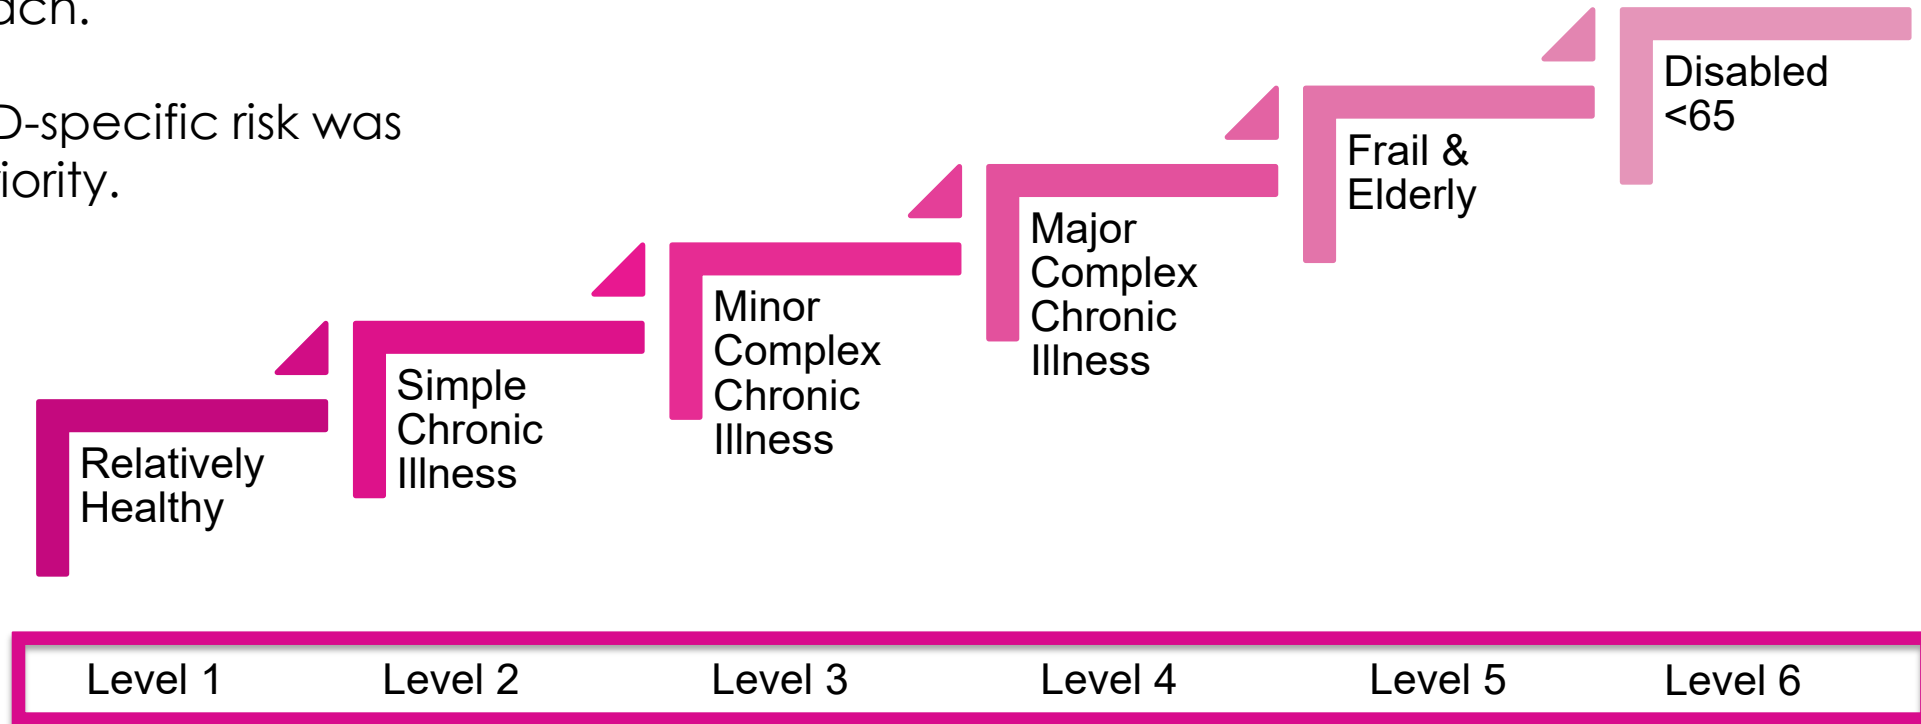 ach.
D-specific risk was
iority.
Relatively
Healthy
Simple
Chronic
Illness
Minor
Complex
Chronic
Illness
Major
Complex
Chronic
Illness
Frail &
Elderly
Disabled
<65
Level 1
Level 2
Level 3
Level 4
Level 5
Level 6